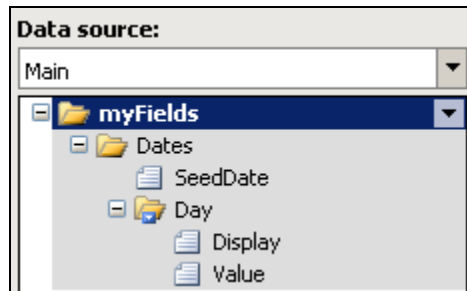 Data source:
Main
myFields
Dates
SeedDate
Day
Display
Value